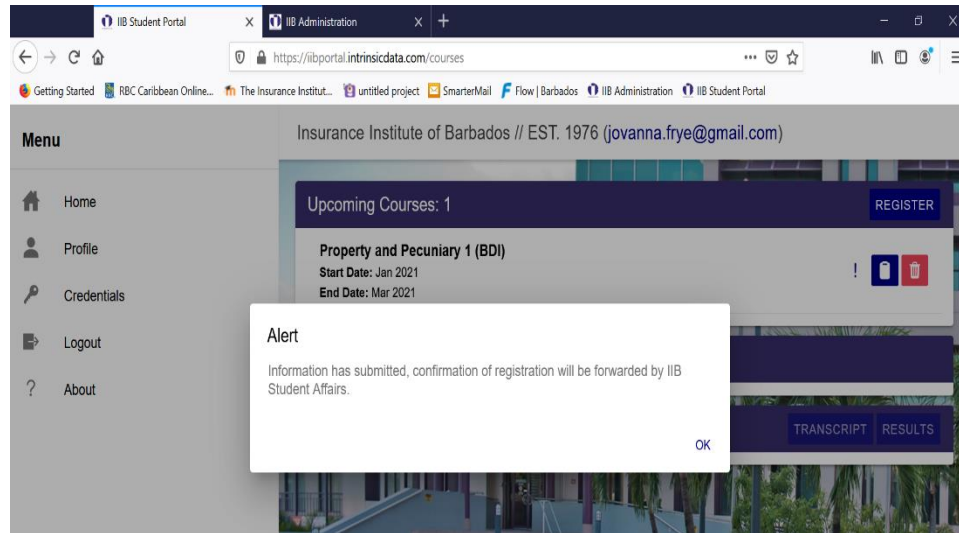 IIB Student Portal
IIB Administration
https://iibportal.intrinsicdata.com/courses
Getting Started RBC Caribbean Online... The Insurance Institut... untitled project SmarterMail Flow | Barbados IIB Administration IIB Student Portal
Menu
Insurance Institute of Barbados // EST. 1976 (jovanna.frye@gmail.com)
Home
Profile
Credentials
Logout
? About
Upcoming Courses: 1
REGISTER
Property and Pecuniary 1 (BDI)
Start Date: Jan 2021
End Date: Mar 2021
!
Alert
Information has submitted, confirmation of registration will be forwarded by IIB
Student Affairs.
OK
TRANSCRIPT RESULTS